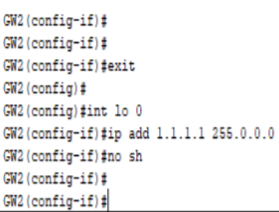 GW2(config-if)#
GW2(config-if)#
GW2(config-if)#exit
GW2(config)#
GW2(config)#int lo 0
GW2(config-if)#ip add 1.1.1.1 255.0.0.0
GW2(config-if)#no sh
GW2(config-if)#
GW2(config-if)#